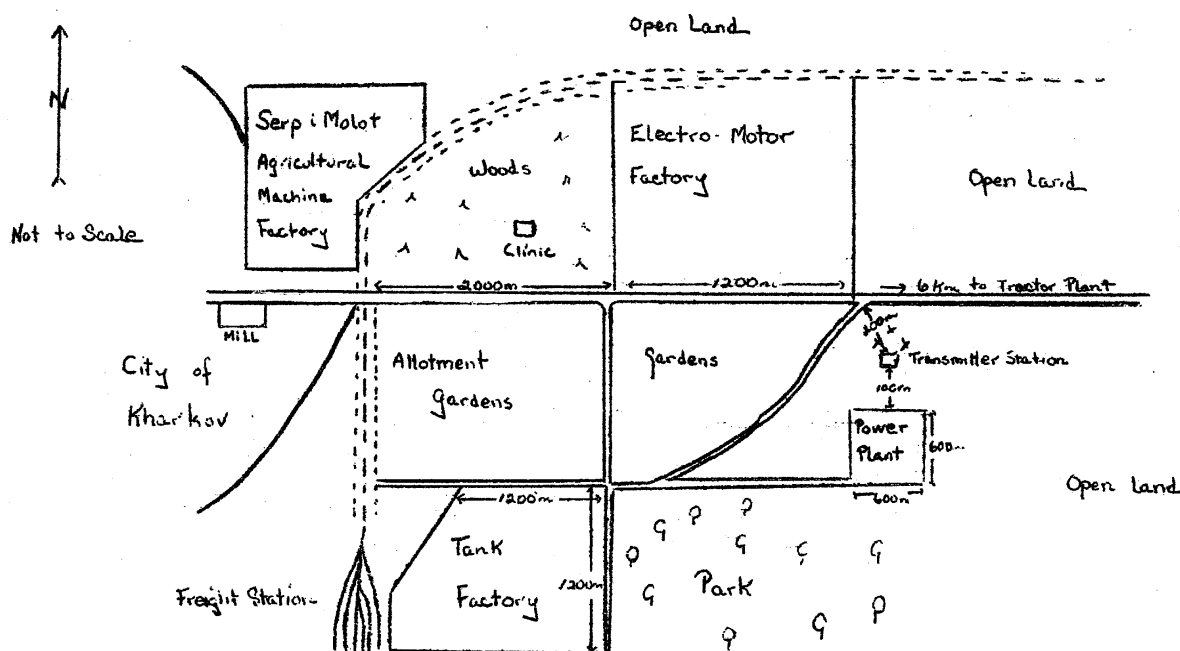 Open Land
N
Not to Scale
Serp i Molot
Agricultural
Machine
Factory
Woods
Clinic
Electro-Motor
Factory
Open Land
2000m
1200m
6 Km to Tractor Plant
Mill
City of
Kharkov
Allotment
Gardens
Gardens
Transmitter Station
Power
Plant
600m
600m
Open Land
1200m
Tank
Factory
1200m
Freight Station
Park